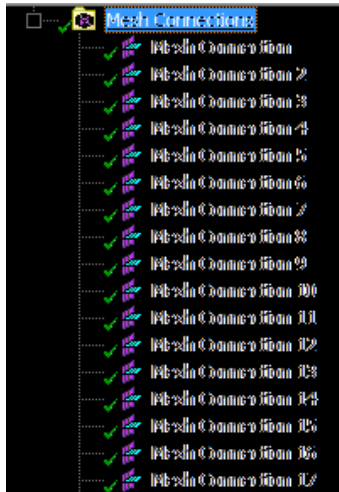 Mesh Connections
Mesh Connection
Mesh Connection 2
Mesh Connection 3
Mesh Connection 4
Mesh Connection 5
Mesh Connection 6
Mesh Connection 7
Mesh Connection 8
Mesh Connection 9
Mesh Connection 10
Mesh Connection 11
Mesh Connection 12
Mesh Connection 13
Mesh Connection 14
Mesh Connection 15
Mesh Connection 16
Mesh Connection 17